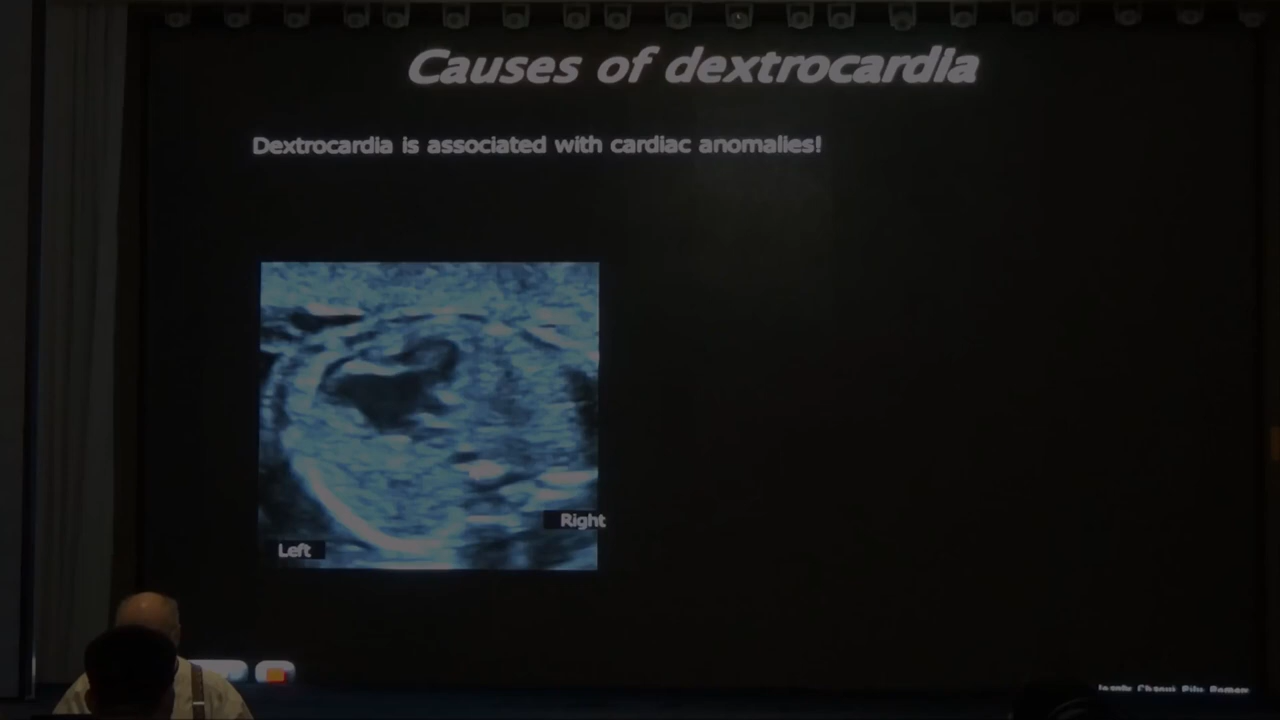 Causes of dextrocardia
Dextrocardia is associated with cardiac anomalies!
Right
Left